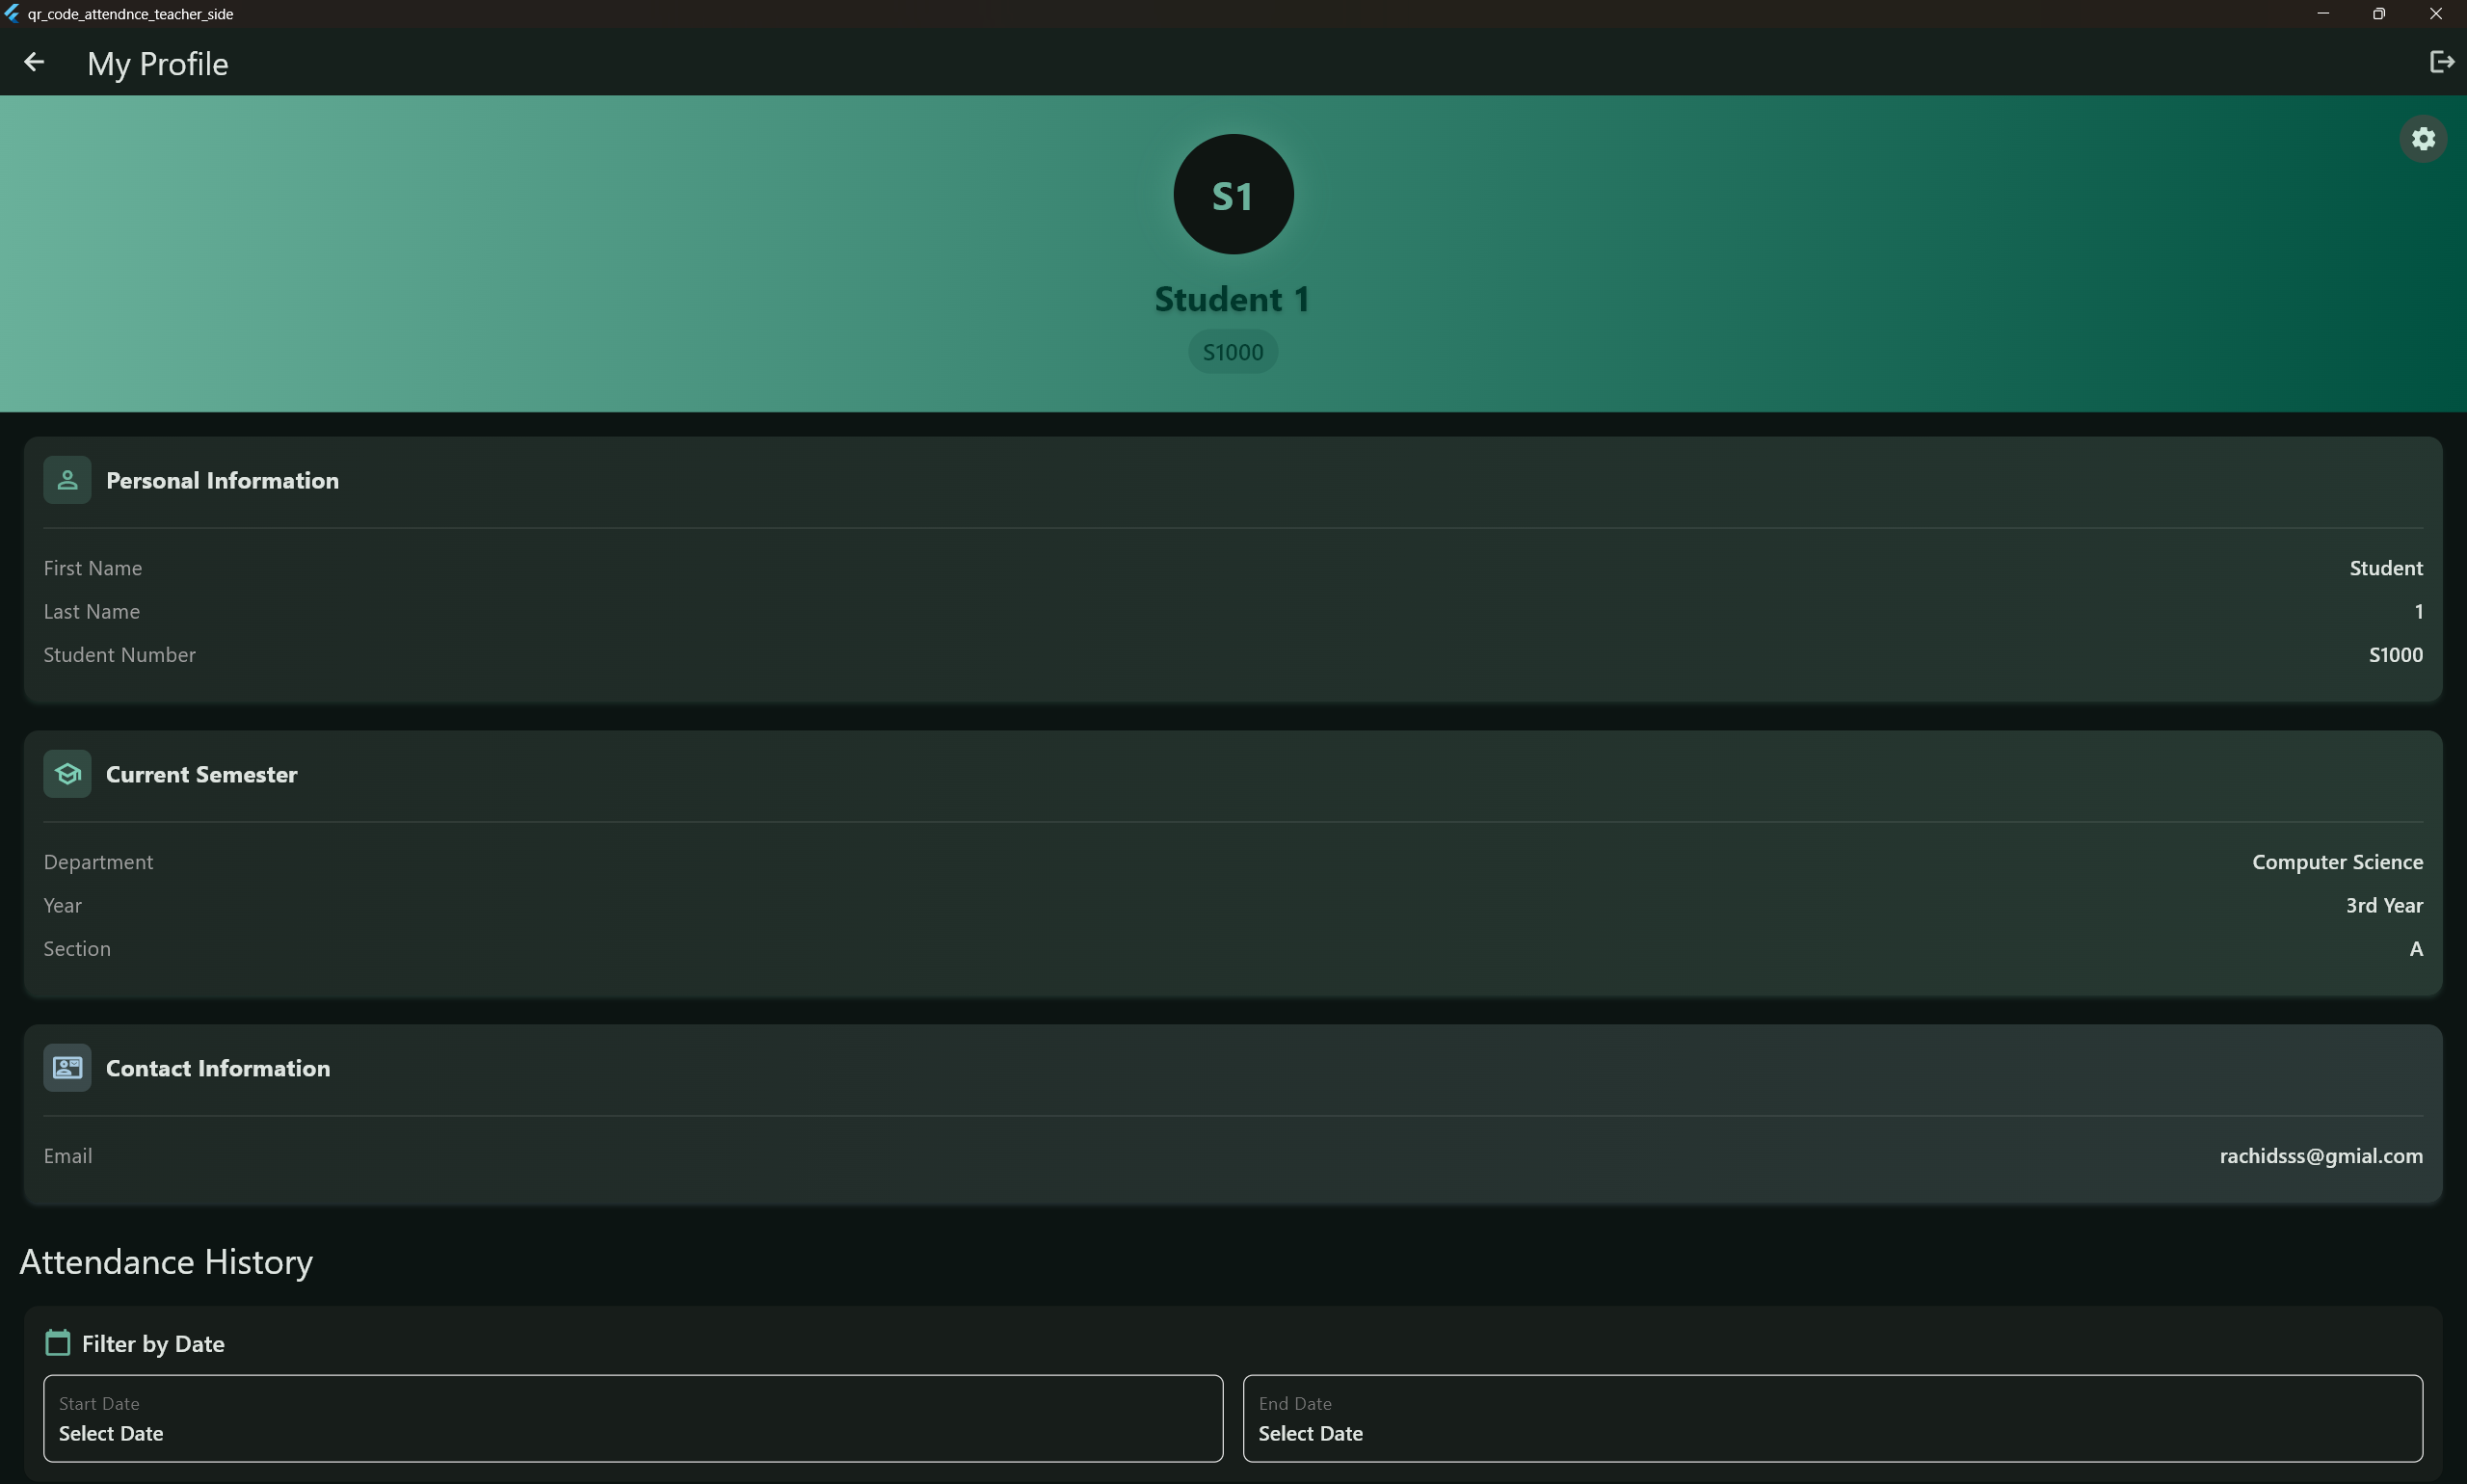 qr_code_attendnce_teacher_side
My Profile
S1
Student 1
S1000
Personal Information
First Name Student
Last Name 1
Student Number S1000
Current Semester
Department Computer Science
Year 3rd Year
Section A
Contact Information
Email rachidsss@gmial.com
Attendance History
Filter by Date
Start Date End Date
Select Date Select Date